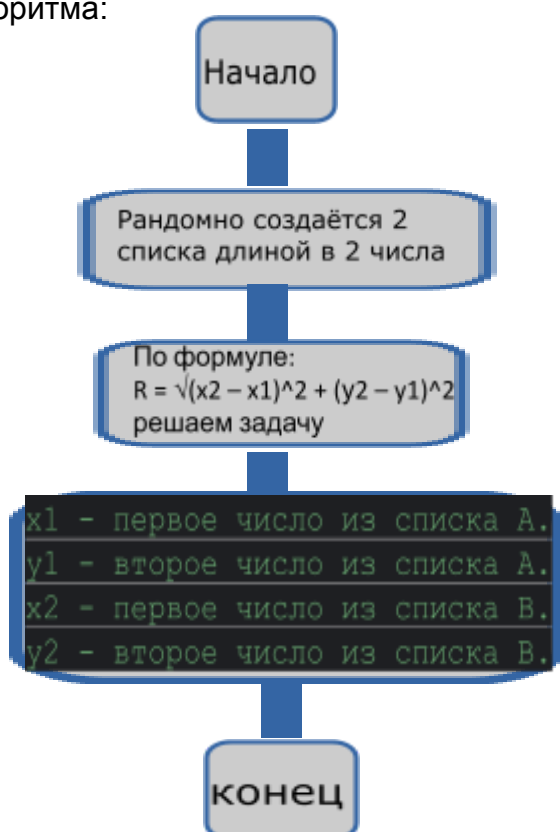 оритма:
Начало
Рандомно создаётся 2
списка длиной в 2 числа
По формуле:
R = √(x2 – x1)^2 + (y2 – y1)^2
решаем задачу
x1 - первое число из списка A.
y1 - второе число из списка A.
x2 - первое число из списка B.
y2 - второе число из списка B.
конец